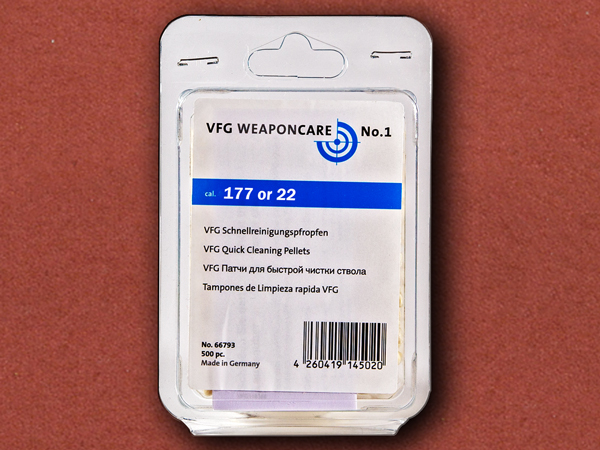 VFG WEAPONCARE No.1
cal. 177 or 22
VFG Schnellreinigungspfropfen
VFG Quick Cleaning Pellets
VFG Патчи для быстрой чистки ствола
Tampones de Limpieza rapida VFG
No. 66793
500 pc.
Made in Germany
4 260419 145020